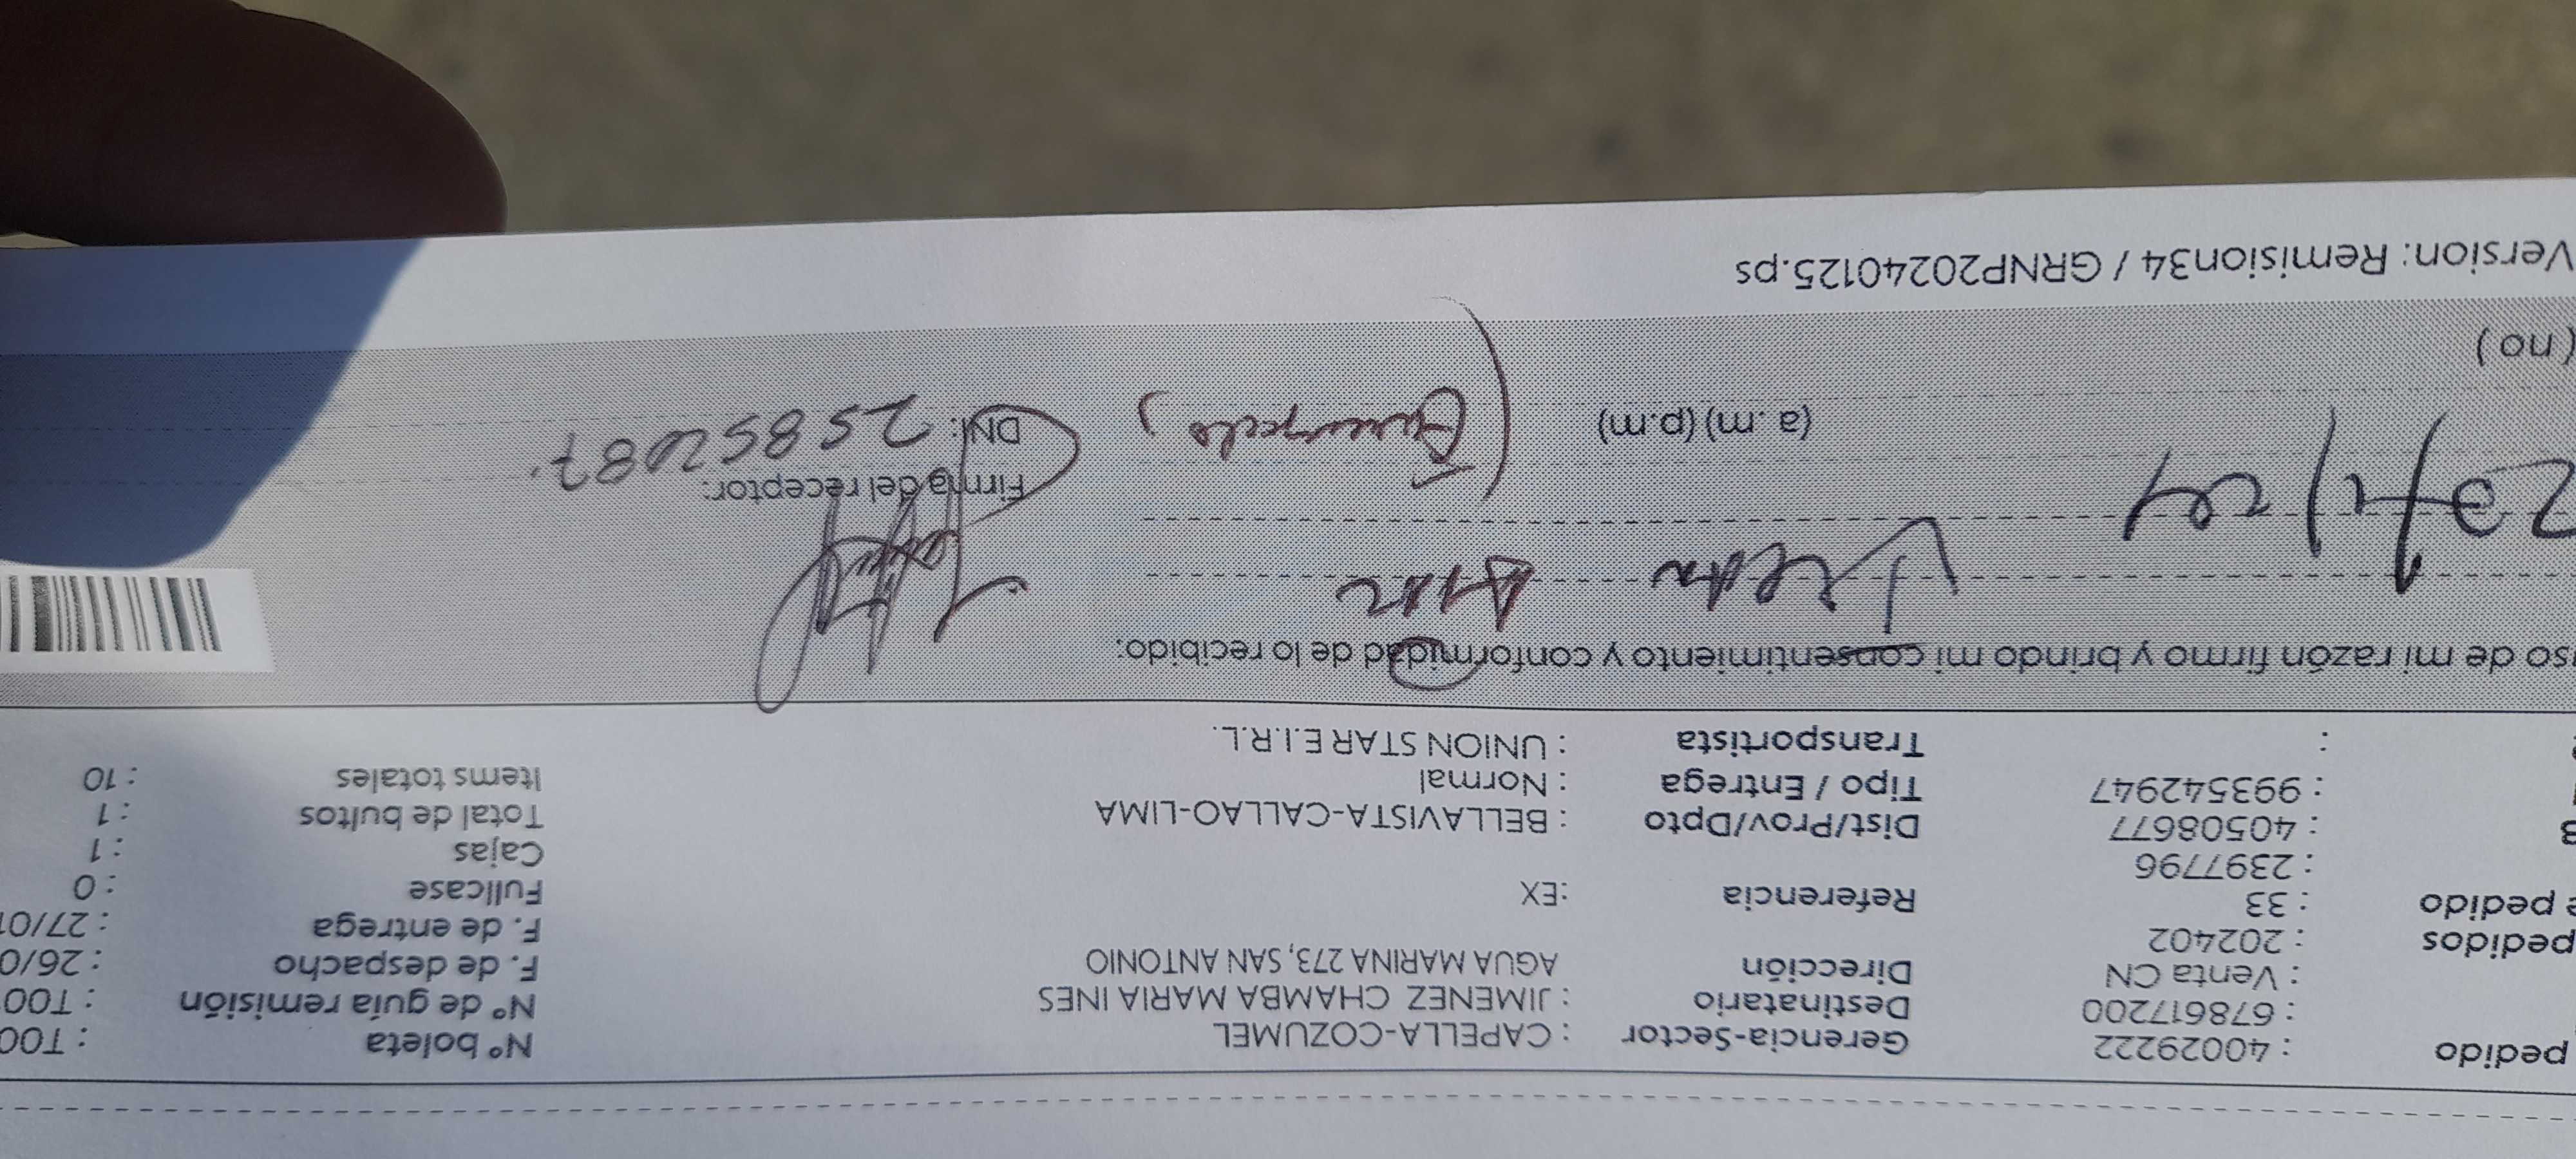 pedido : 40029222 Gerencia-Sector : CAPELLA-COZUMEL Nº boleta : T00
: 678617200 Destinatario : JIMENEZ CHAMBA MARIA INES Nº de guía remisión : T00
: Venta CN Dirección AGUA MARINA 273, SAN ANTONIO F. de despacho : 26/0
pedidos : 202402 F. de entrega : 27/01
e pedido : 33 Referencia :EX Fullcase : 0
: 2397796 Cajas : 1
: 40508677 Dist/Prov/Dpto : BELLAVISTA-CALLAO-LIMA Total de bultos : 1
: 993542947 Tipo / Entrega : Normal Items totales : 10
: Transportista : UNION STAR E.I.R.L.
uso de mi razón firmo y brindo mi consentimiento y conformidad de lo recibido.
Firma del receptor:
(a .m) (p.m) DNI: 25852087.
(no)
Version: Remision34 / GRNP20240125.ps